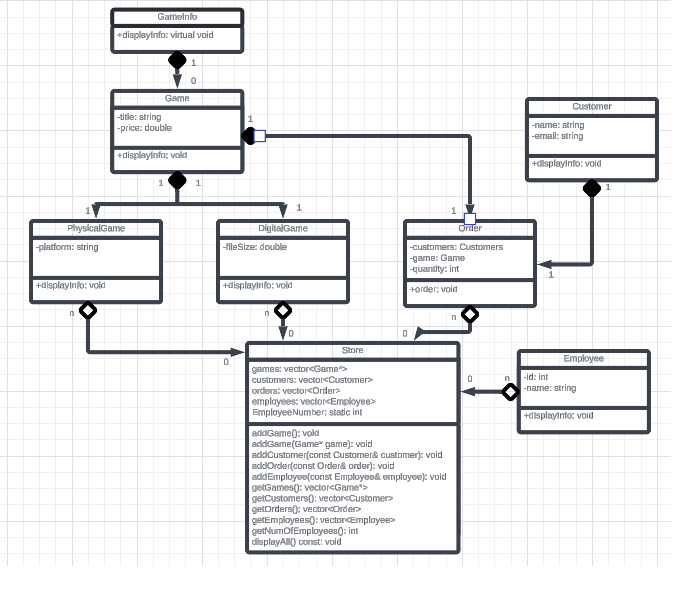 GameInfo
+displayInfo: virtual void
1
0
Game
-title: string
-price: double
+displayInfo: void
1
1
1
Customer
-name: string
-email: string
+displayInfo: void
1
1
1
1
1
PhysicalGame
-platform: string
+displayInfo: void
n
0
DigitalGame
-fileSize: double
+displayInfo: void
0
Order
-customers: Customers
-game: Game
-quantity: int
+order: void
n
0
Store
games: vector<Game*>
customers: vector<Customer>
orders: vector<Order>
employees: vector<Employee>
EmployeeNumber: static int
addGame(): void
addGame(Game* game): void
addCustomer(const Customer& customer): void
addOrder(const Order& order): void
addEmployee(const Employee& employee): void
getGames(): vector<Game*>
getCustomers(): vector<Customer>
getOrders(): vector<Order>
getEmployees(): vector<Employee>
getNumOfEmployees(): int
displayAll() const: void
0
n
Employee
-id: int
-name: string
+displayInfo: void